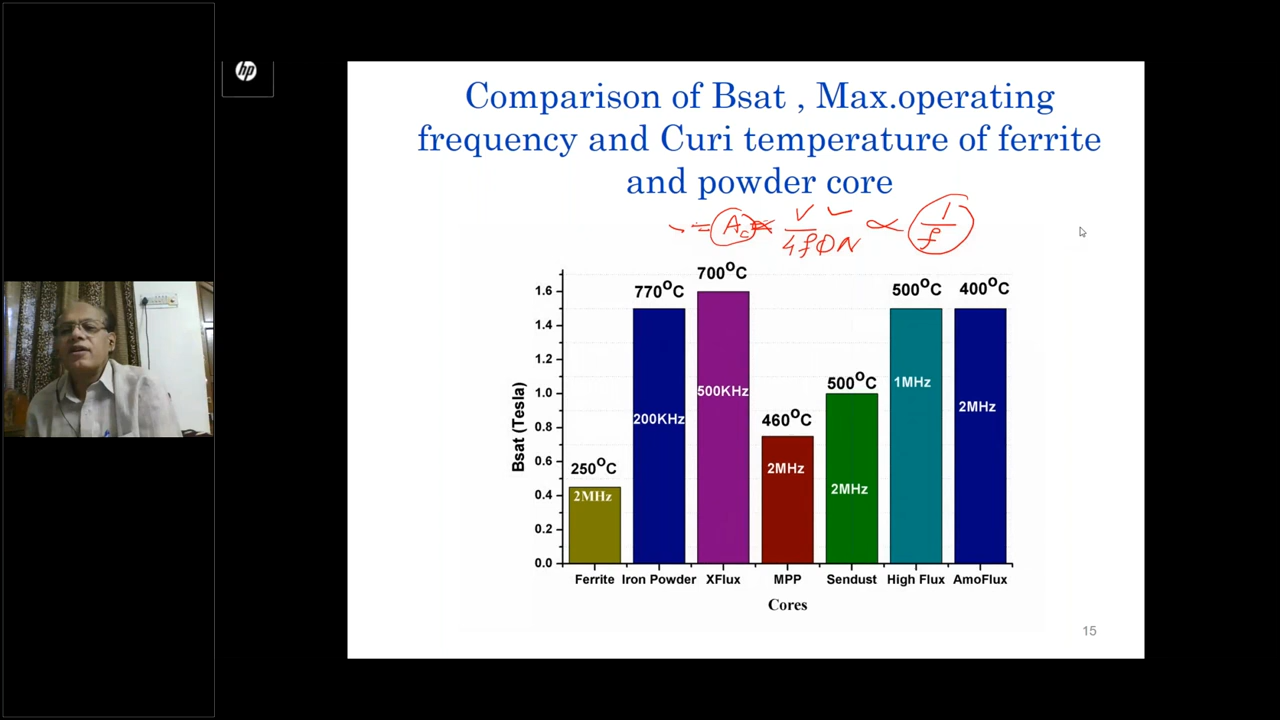 hp
Comparison of Bsat , Max.operating
frequency and Curi temperature of ferrite
and powder core
= Ac V / 4fΦN ∝ 1/f
700°C
770°C
500°C
400°C
500°C
460°C
250°C
1.6
1.4
1.2
1.0
0.8
0.6
0.4
0.2
0.0
Bsat (Tesla)
2MHz
200KHz
500KHz
2MHz
2MHz
1MHz
2MHz
Ferrite Iron Powder XFlux MPP Sendust High Flux AmoFlux
Cores
15